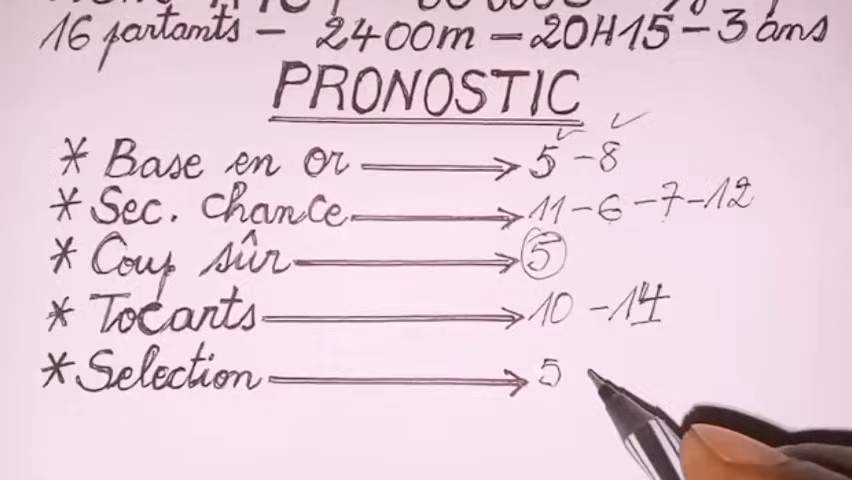 16 partants - 2400m - 20H15 - 3 ans
PRONOSTIC
* Base en or → 5 - 8
* Sec. chance → 11 - 6 - 7 - 12
* Coup sûr → 5
* Tocarts → 10 - 14
* Selection → 5